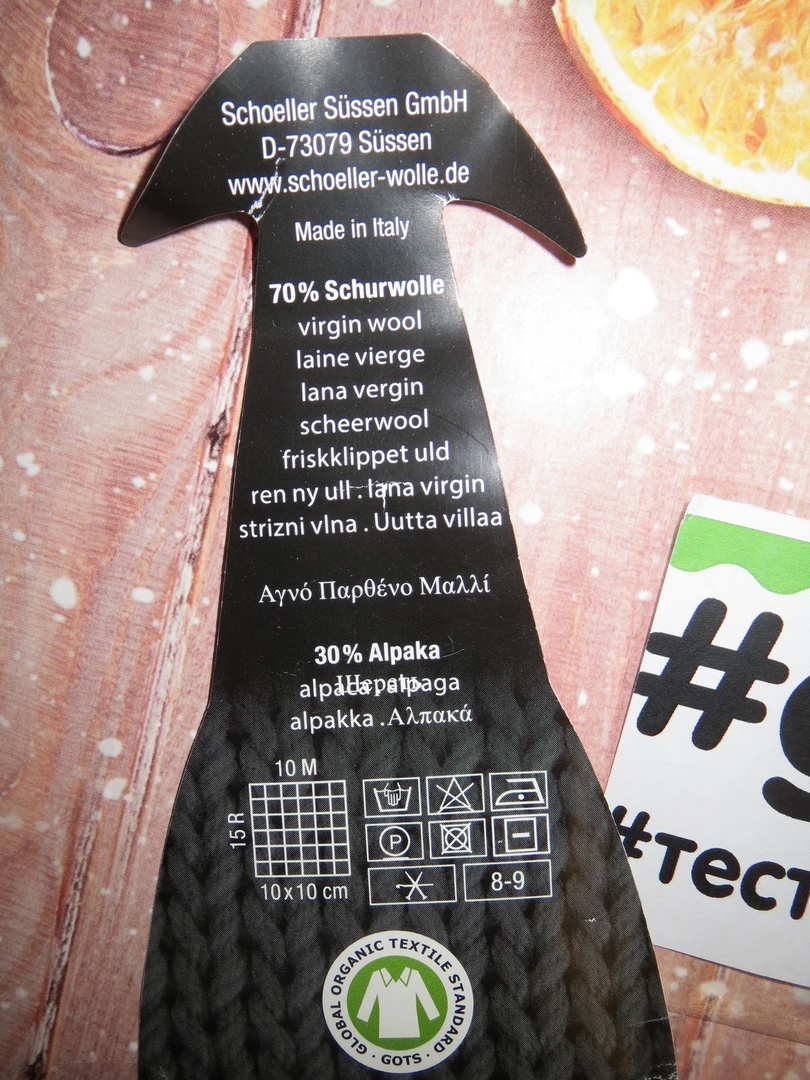 Schoeller Süssen GmbH
D-73079 Süssen
www.schoeller-wolle.de
Made in Italy
70% Schurwolle
virgin wool
laine vierge
lana vergin
scheerwool
friskklippet uld
ren ny ull . lana virgin
strizni vlna . Uutta villaa
Αγνό Παρθένο Μαλλί
30% Alpaka
alpaca . alpaga
Шерсть
alpakka . Αλπακά
10 M
15 R
10x10 cm
P
8-9
GLOBAL ORGANIC TEXTILE STANDARD
· GOTS ·
#
#тест